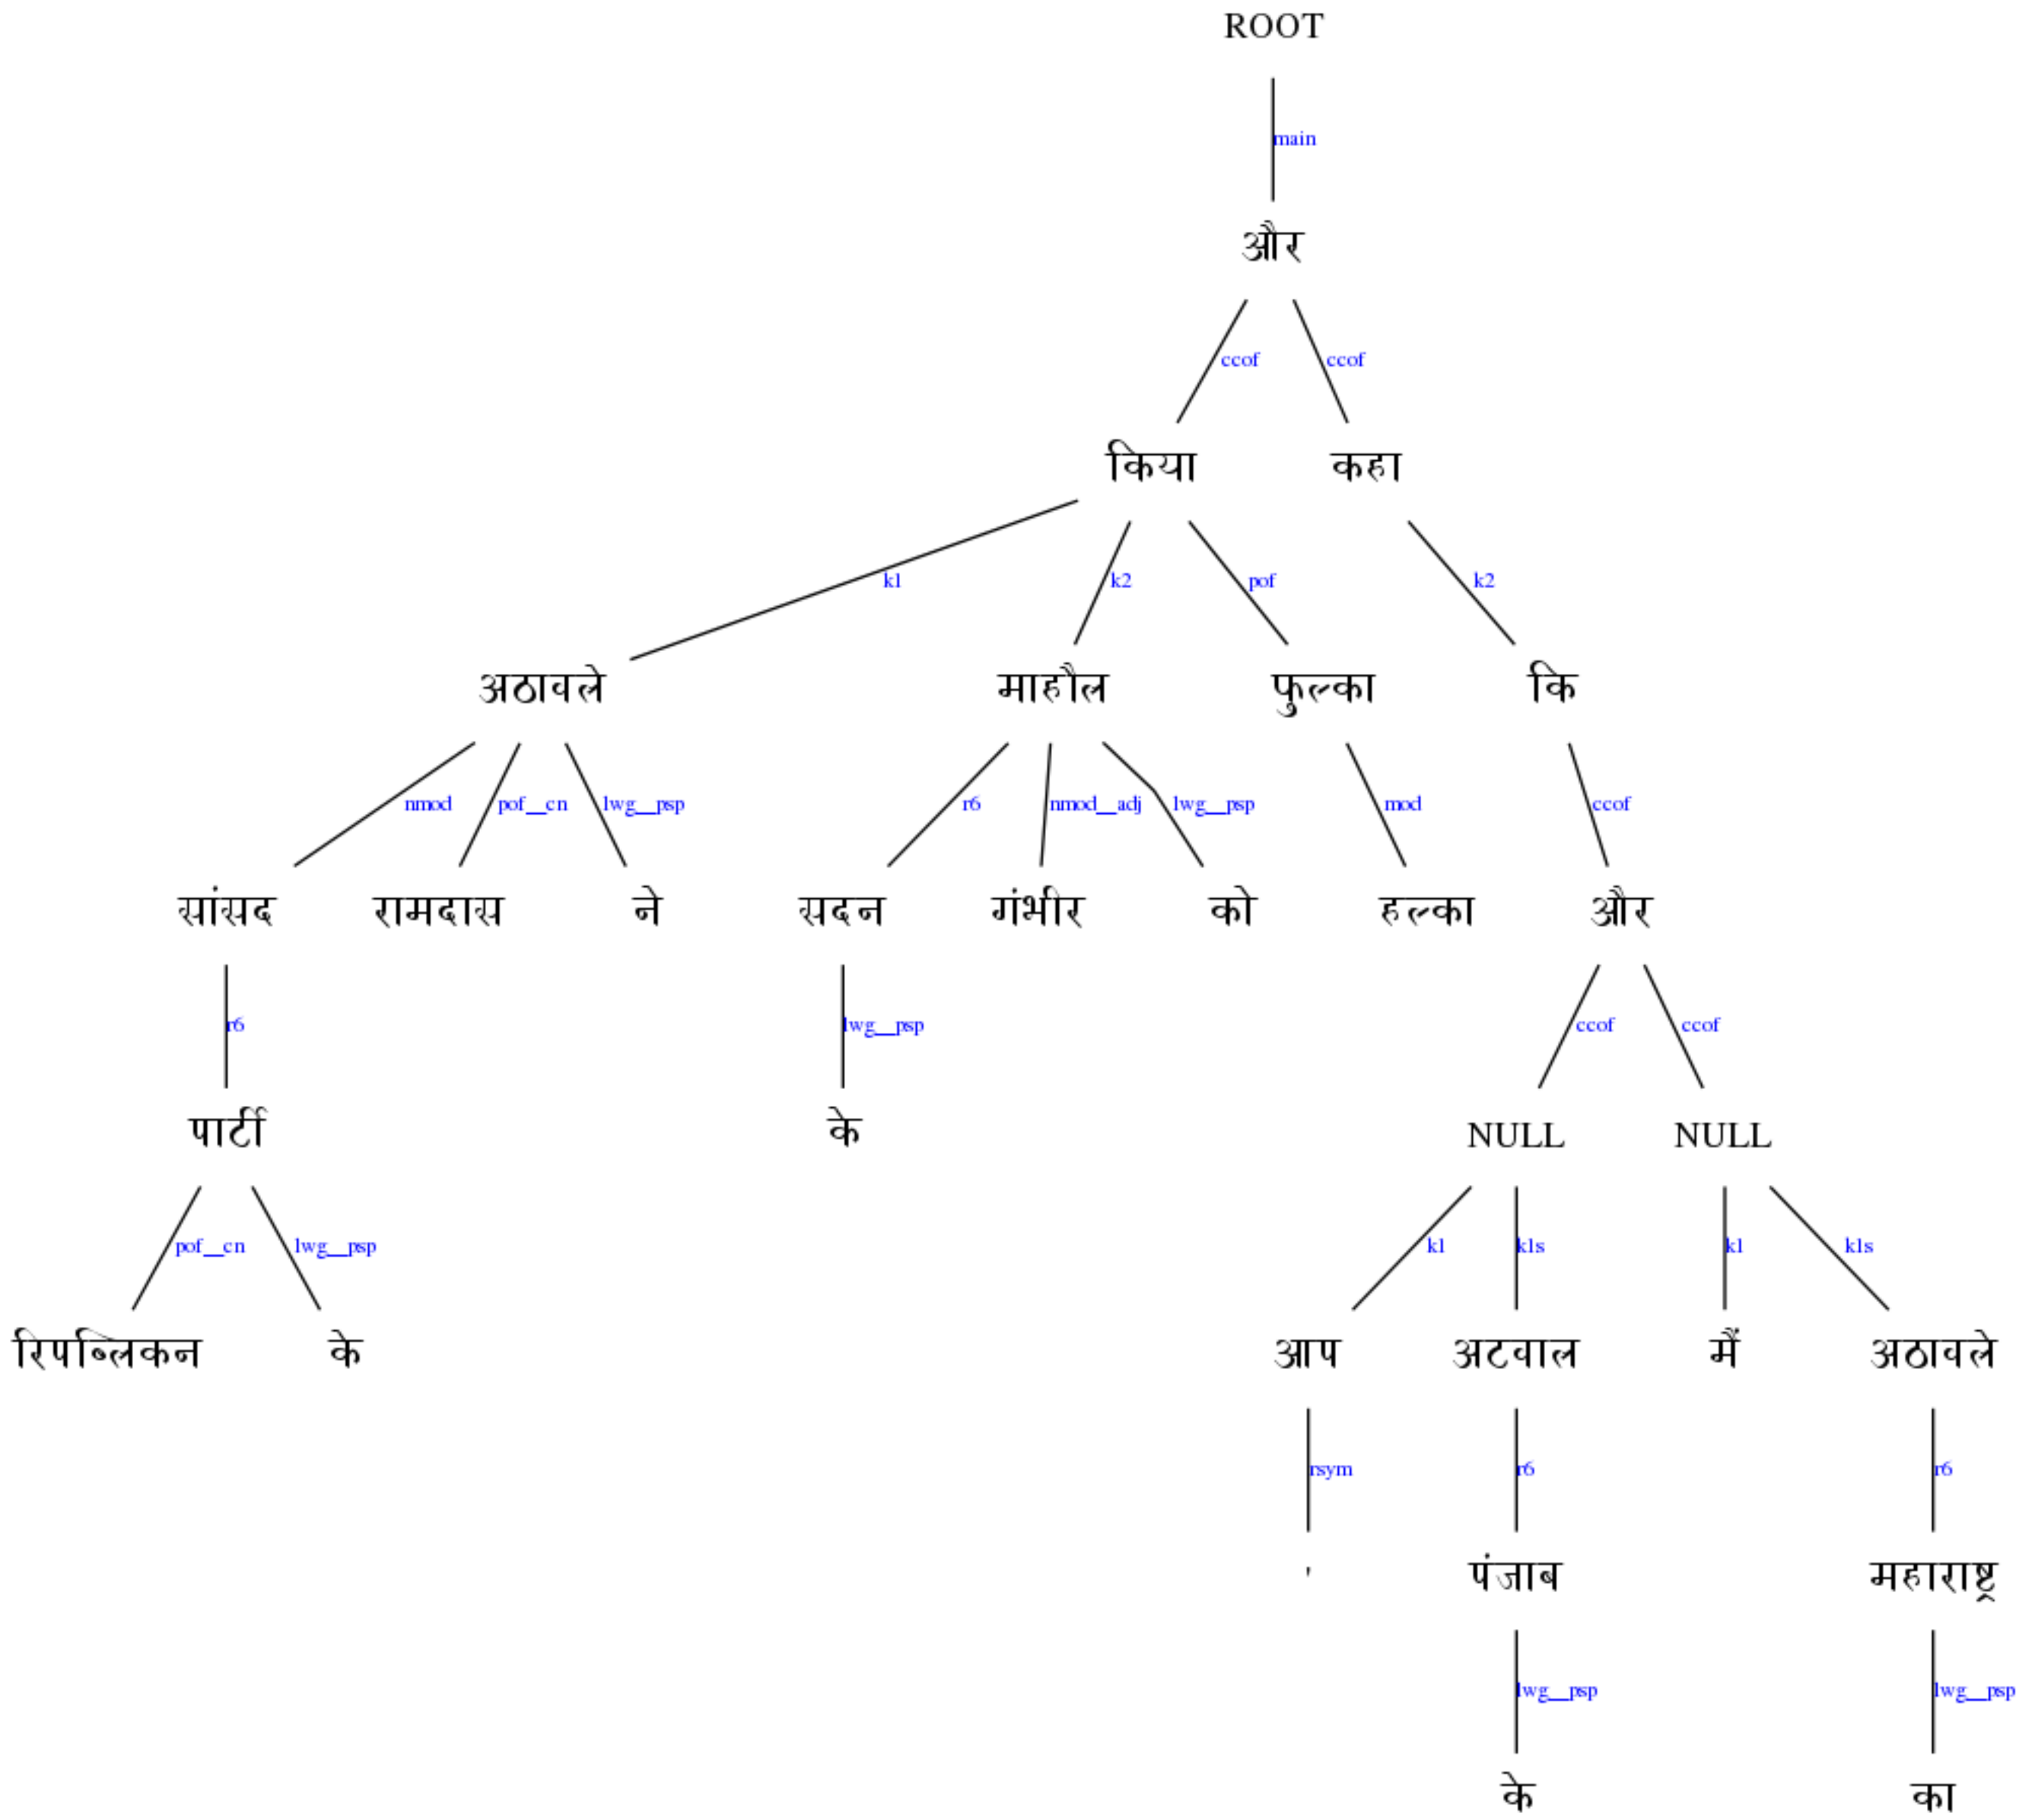 ROOT
main
और
ccof ccof
किया कहा
k1 k2 pof k2
अठावले माहौल फुल्का कि
nmod pof__cn lwg__psp r6 nmod__adj lwg__psp mod ccof
सांसद रामदास ने सदन गंभीर को हल्का और
r6 lwg__psp ccof ccof
पार्टी के NULL NULL
pof__cn lwg__psp k1 k1s k1 k1s
रिपब्लिकन के आप अटवाल मैं अठावले
rsym r6 r6
' पंजाब महाराष्ट्र
lwg__psp lwg__psp
के का